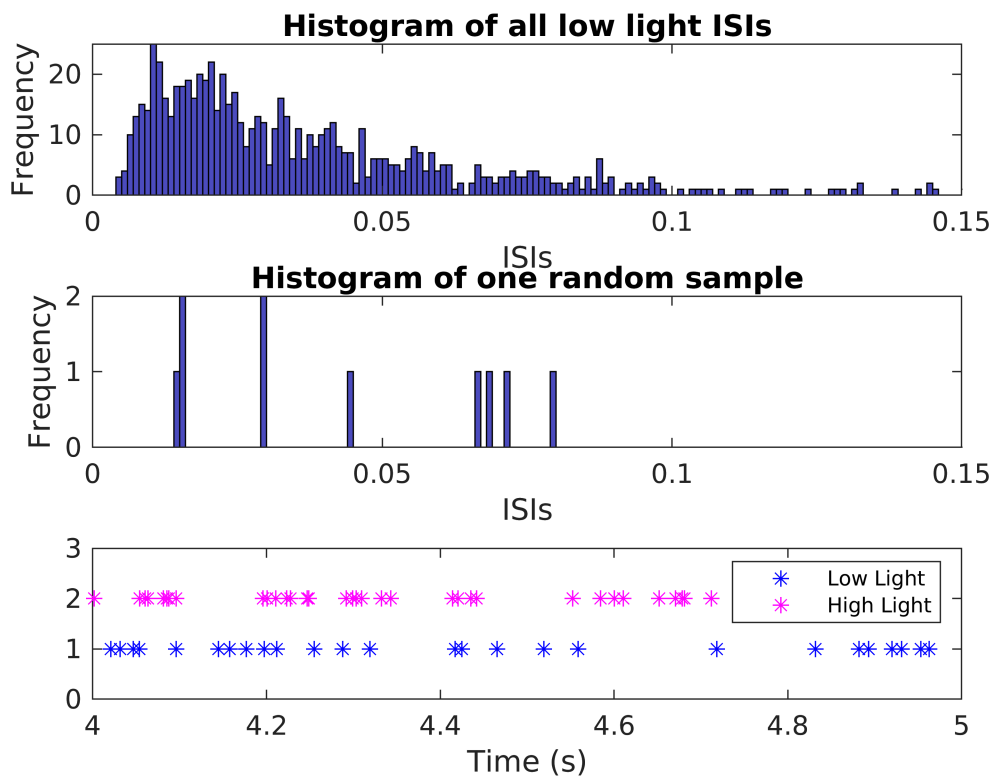 Histogram of all low light ISIs
Frequency
20
10
0
0 0.05 0.1 0.15
ISIs
Histogram of one random sample
Frequency
2
1
0
0 0.05 0.1 0.15
ISIs
3
2
1
0
Low Light
High Light
4 4.2 4.4 4.6 4.8 5
Time (s)